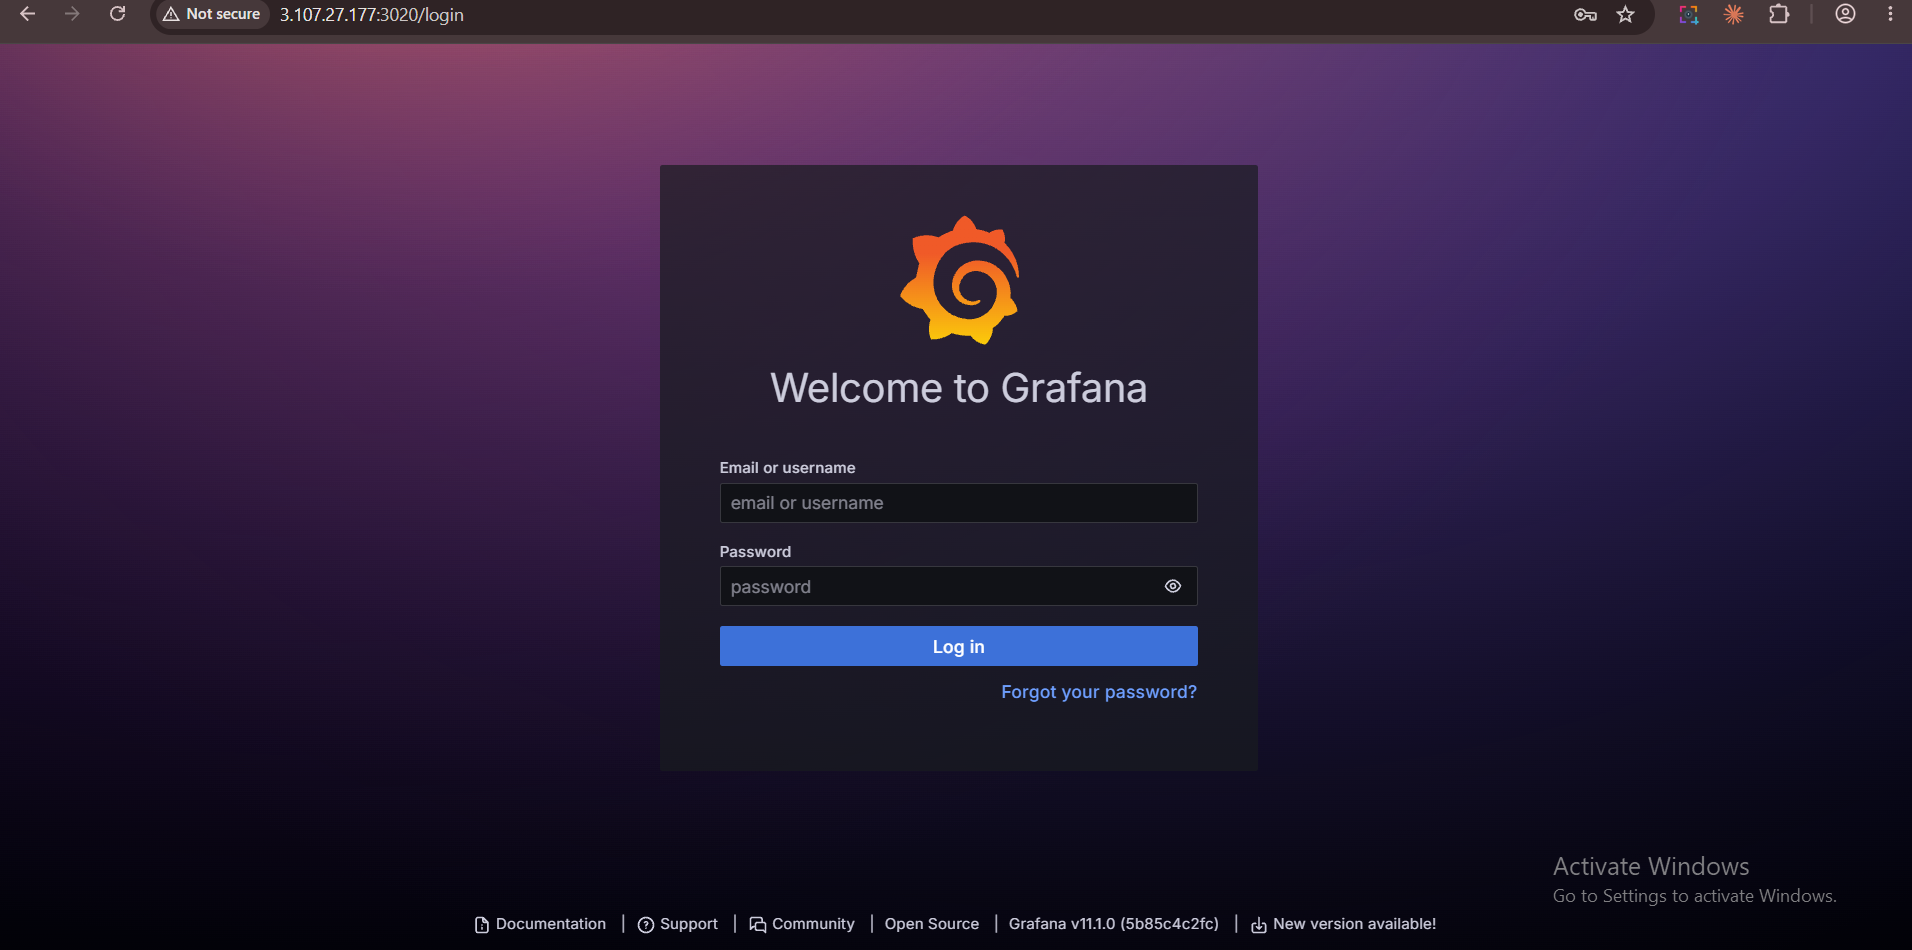 Not secure 3.107.27.177:3020/login
Welcome to Grafana
Email or username
email or username
Password
password
Log in
Forgot your password?
Activate Windows
Go to Settings to activate Windows.
Documentation | Support | Community | Open Source | Grafana v11.1.0 (5b85c4c2fc) | New version available!